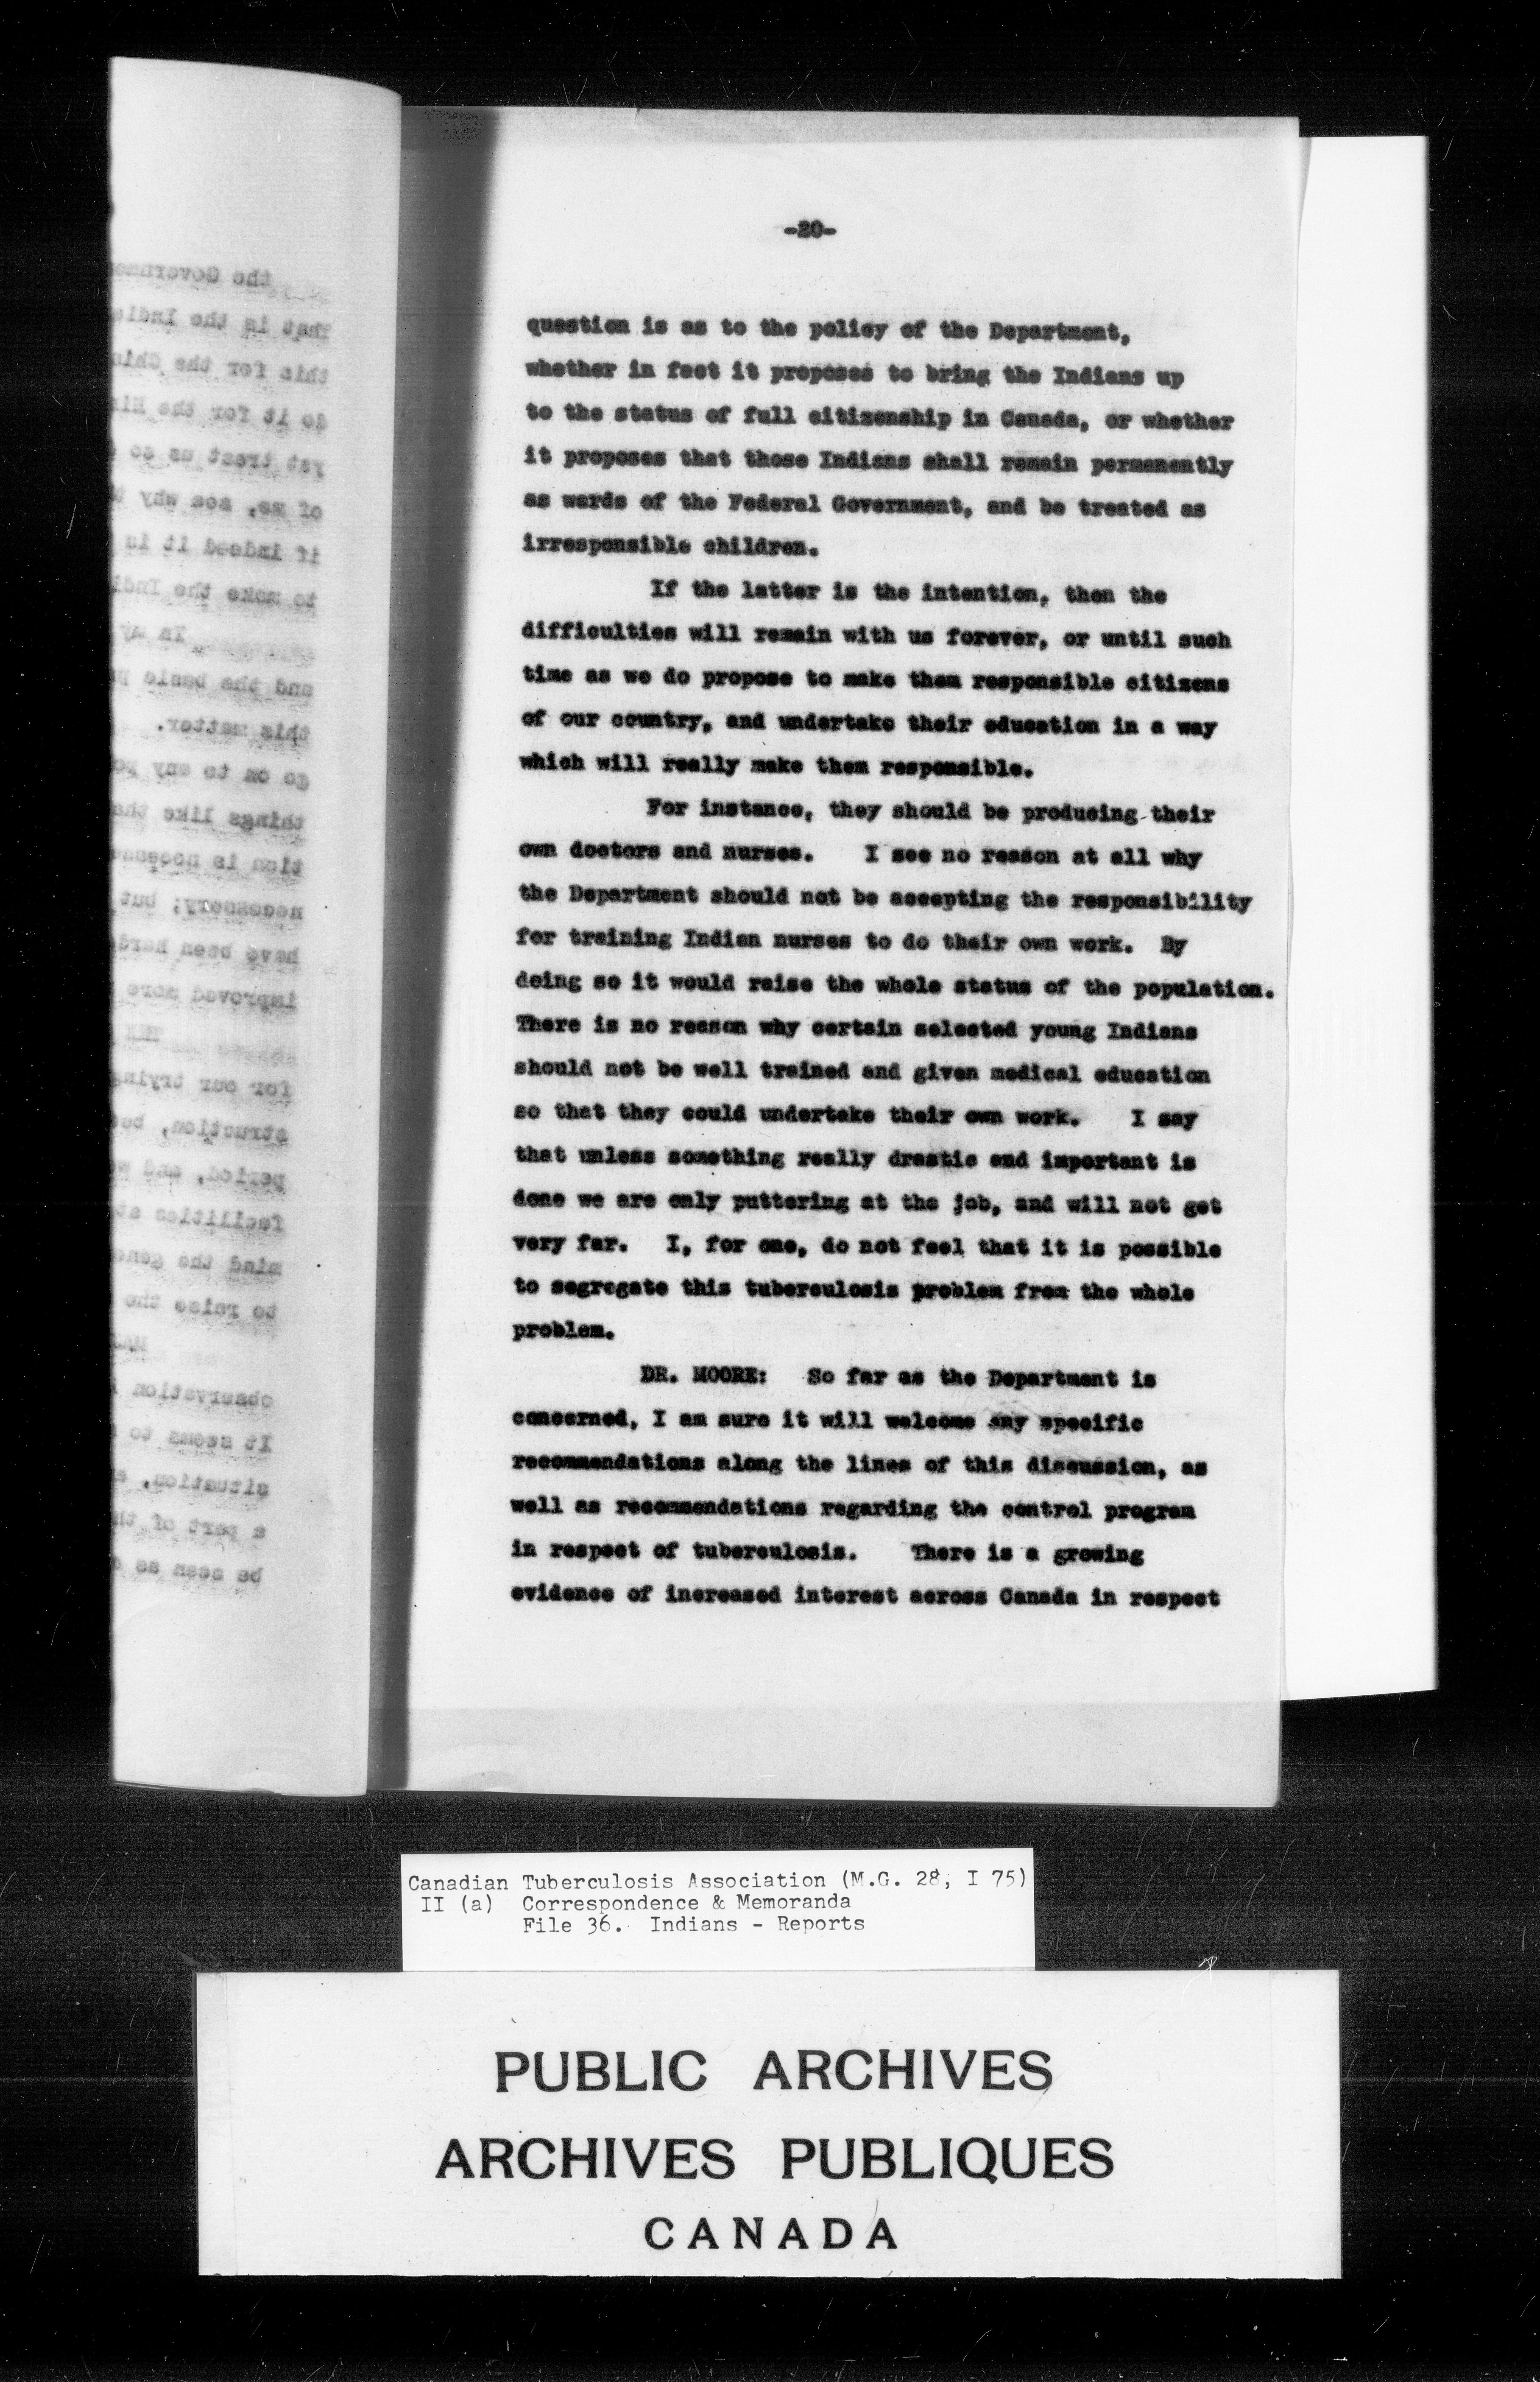 -20-
question is as to the policy of the Department,
whether in fact it proposes to bring the Indians up
to the status of full citizenship in Canada, or whether
it proposes that those Indians shall remain permanently
as wards of the Federal Government, and be treated as
irresponsible children.
If the latter is the intention, then the
difficulties will remain with us forever, or until such
time as we do propose to make them responsible citizens
of our country, and undertake their education in a way
which will really make them responsible.
For instance, they should be producing their
own doctors and nurses. I see no reason at all why
the Department should not be accepting the responsibility
for training Indian nurses to do their own work. By
doing so it would raise the whole status of the population.
There is no reason why certain selected young Indians
should not be well trained and given medical education
so that they could undertake their own work. I say
that unless something really drastic and important is
done we are only puttering at the job, and will not get
very far. I, for one, do not feel that it is possible
to segregate this tuberculosis problem from the whole
problem.
DR. MOORE: So far as the Department is
concerned, I am sure it will welcome any specific
recommendations along the lines of this discussion, as
well as recommendations regarding the control program
in respect of tuberculosis. There is a growing
evidence of increased interest across Canada in respect
Canadian Tuberculosis Association (M.G. 28, I 75)
II (a) Correspondence & Memoranda
File 36. Indians - Reports
PUBLIC ARCHIVES
ARCHIVES PUBLIQUES
CANADA